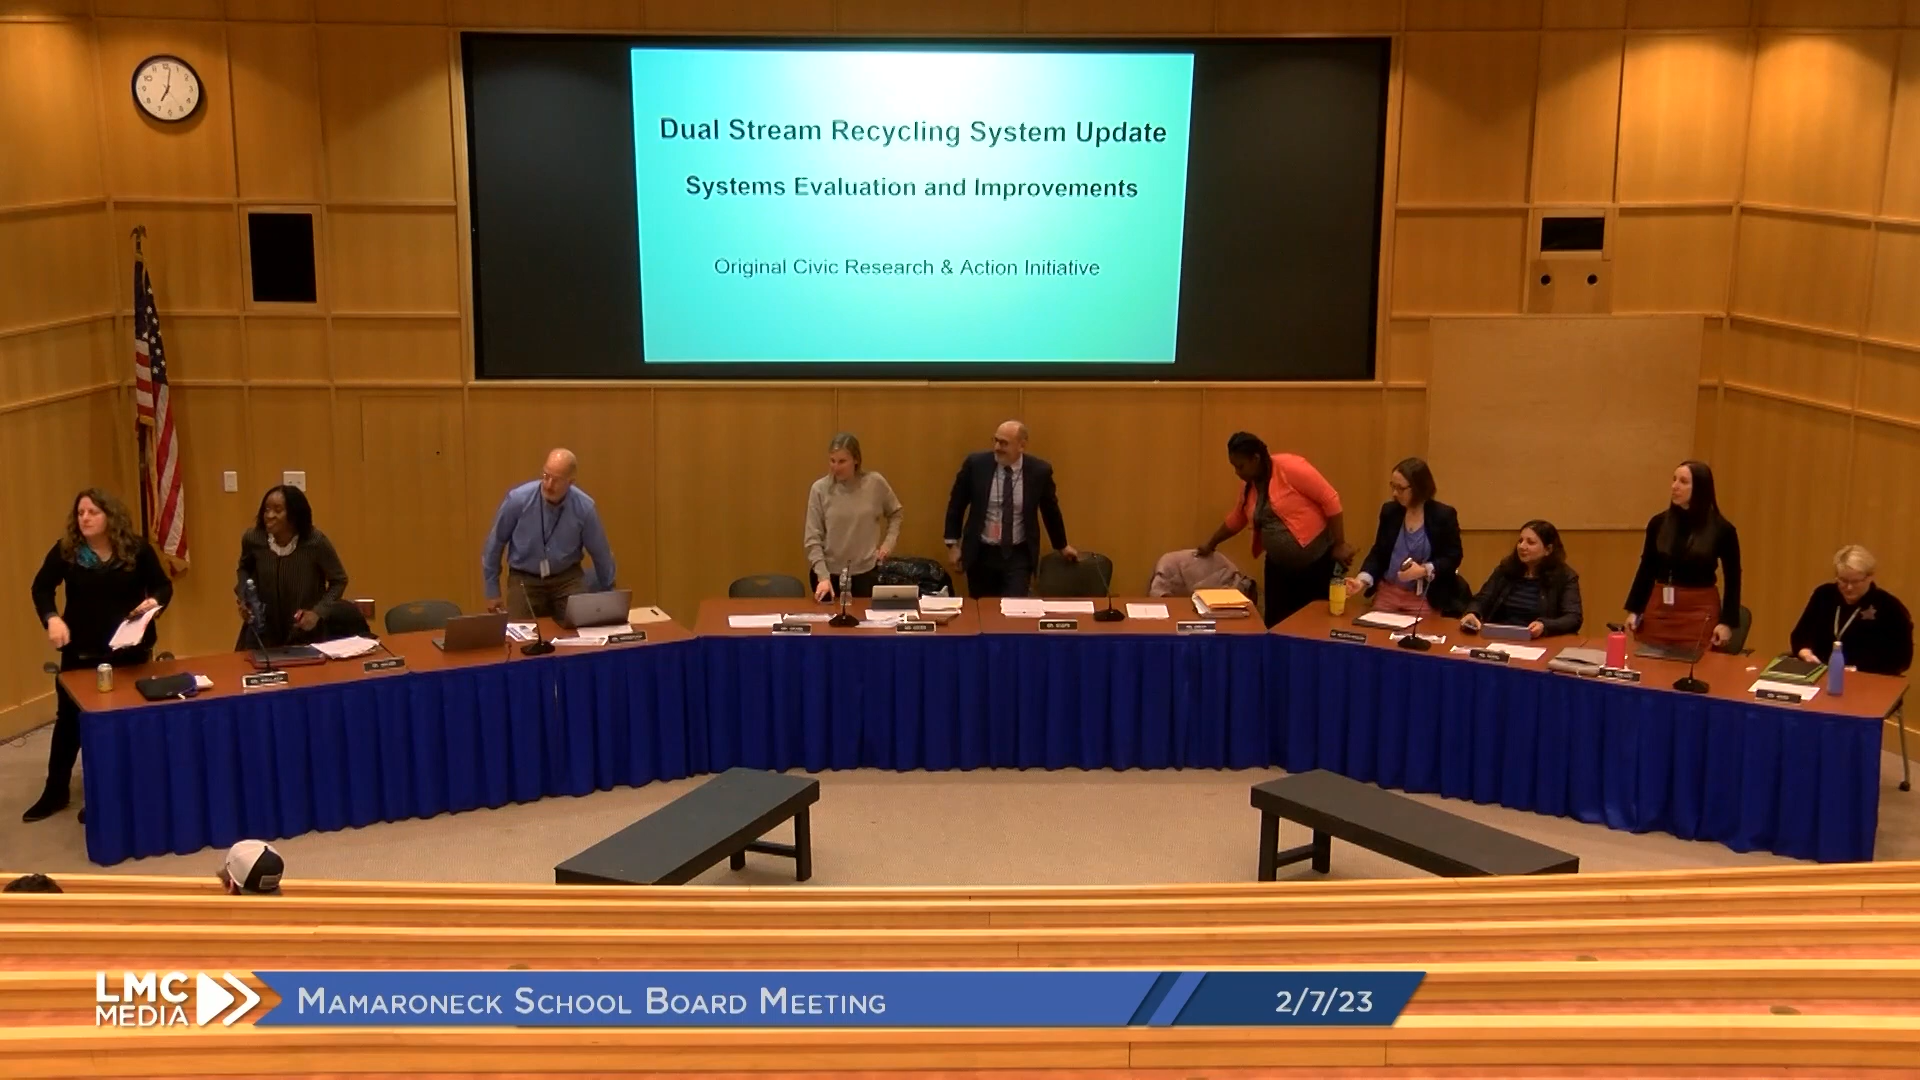 Dual Stream Recycling System Update
Systems Evaluation and Improvements
Original Civic Research & Action Initiative
LMC
MEDIA
Mamaroneck School Board Meeting
2/7/23